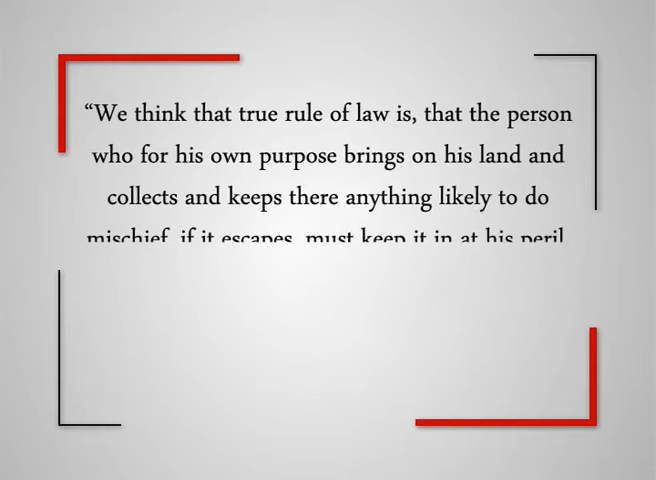 “We think that true rule of law is, that the person
who for his own purpose brings on his land and
collects and keeps there anything likely to do
mischief, if it escapes, must keep it in at his peril